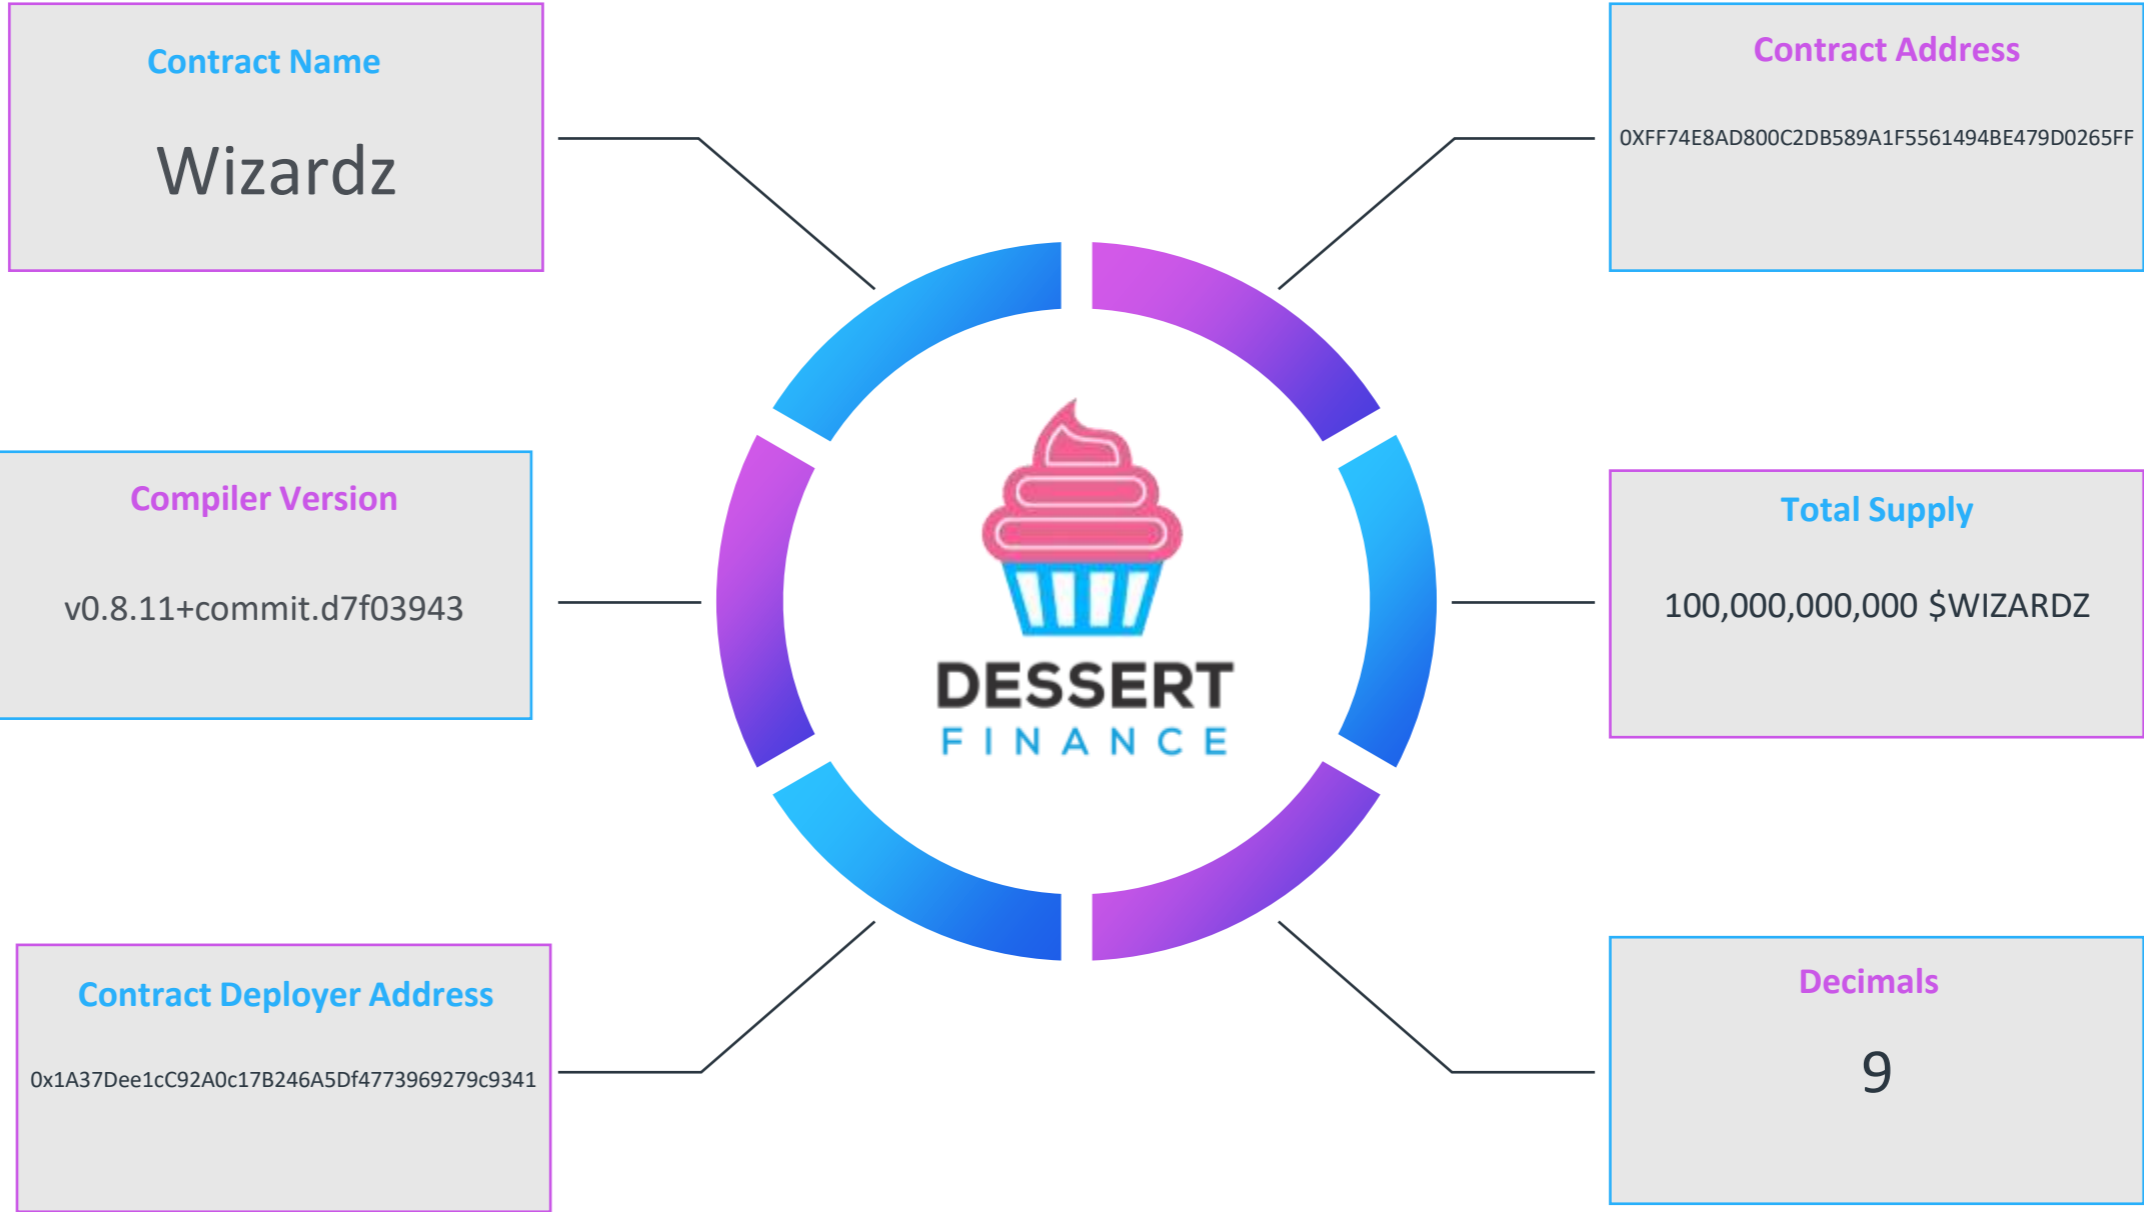 Contract Name
Wizardz
Contract Address
0XFF74E8AD800C2DB589A1F5561494BE479D0265FF
Compiler Version
v0.8.11+commit.d7f03943
DESSERT
FINANCE
Total Supply
100,000,000,000 $WIZARDZ
Contract Deployer Address
0x1A37Dee1cC92A0c17B246A5Df4773969279c9341
Decimals
9